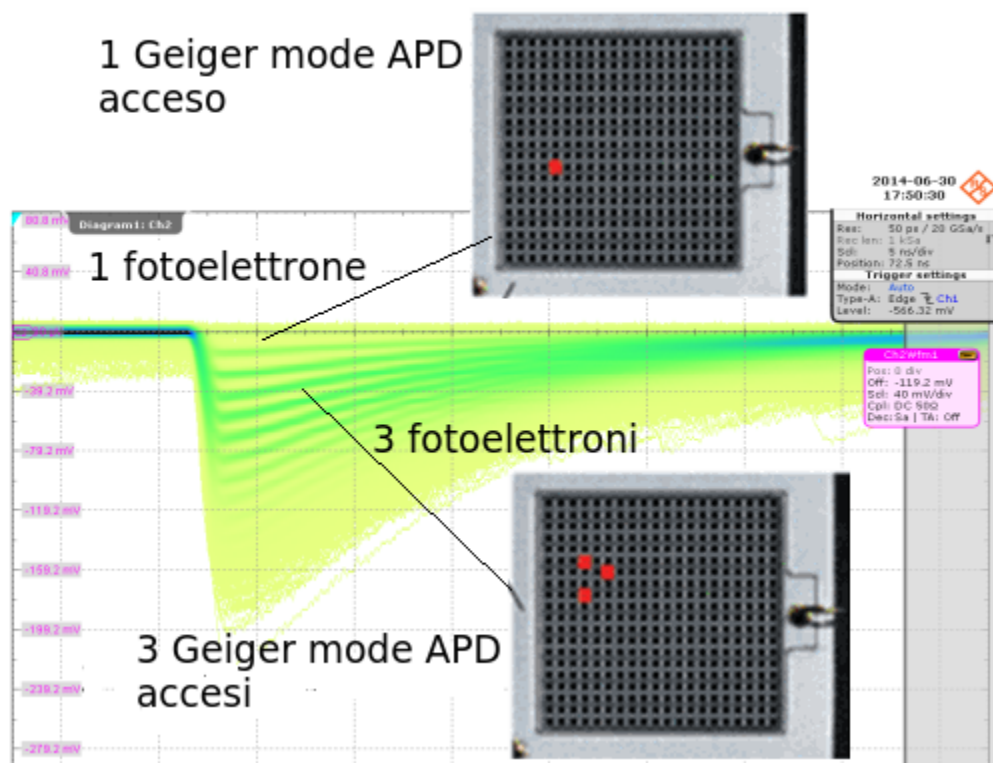 1 Geiger mode APD
acceso
2014-06-30
17:50:30
80.8 mV
Diagram1: Ch2
Horizontal settings
Res: 50 ps / 20 GSa/s
Rec len: 1 kSa
Scl: 5 ns/div
Position: 72.5 ns
Trigger settings
Mode: Auto
Type-A: Edge Ch1
Level: -566.32 mV
1 fotoelettrone
40.8 mV
Ch2Wfm1
Pos: 0 div
Off: -119.2 mV
Scl: 40 mV/div
Cpl: DC 50Ω
Dec: Sa | TA: Off
-39.2 mV
3 fotoelettroni
-79.2 mV
-119.2 mV
-159.2 mV
-199.2 mV
3 Geiger mode APD
accesi
-239.2 mV
-279.2 mV